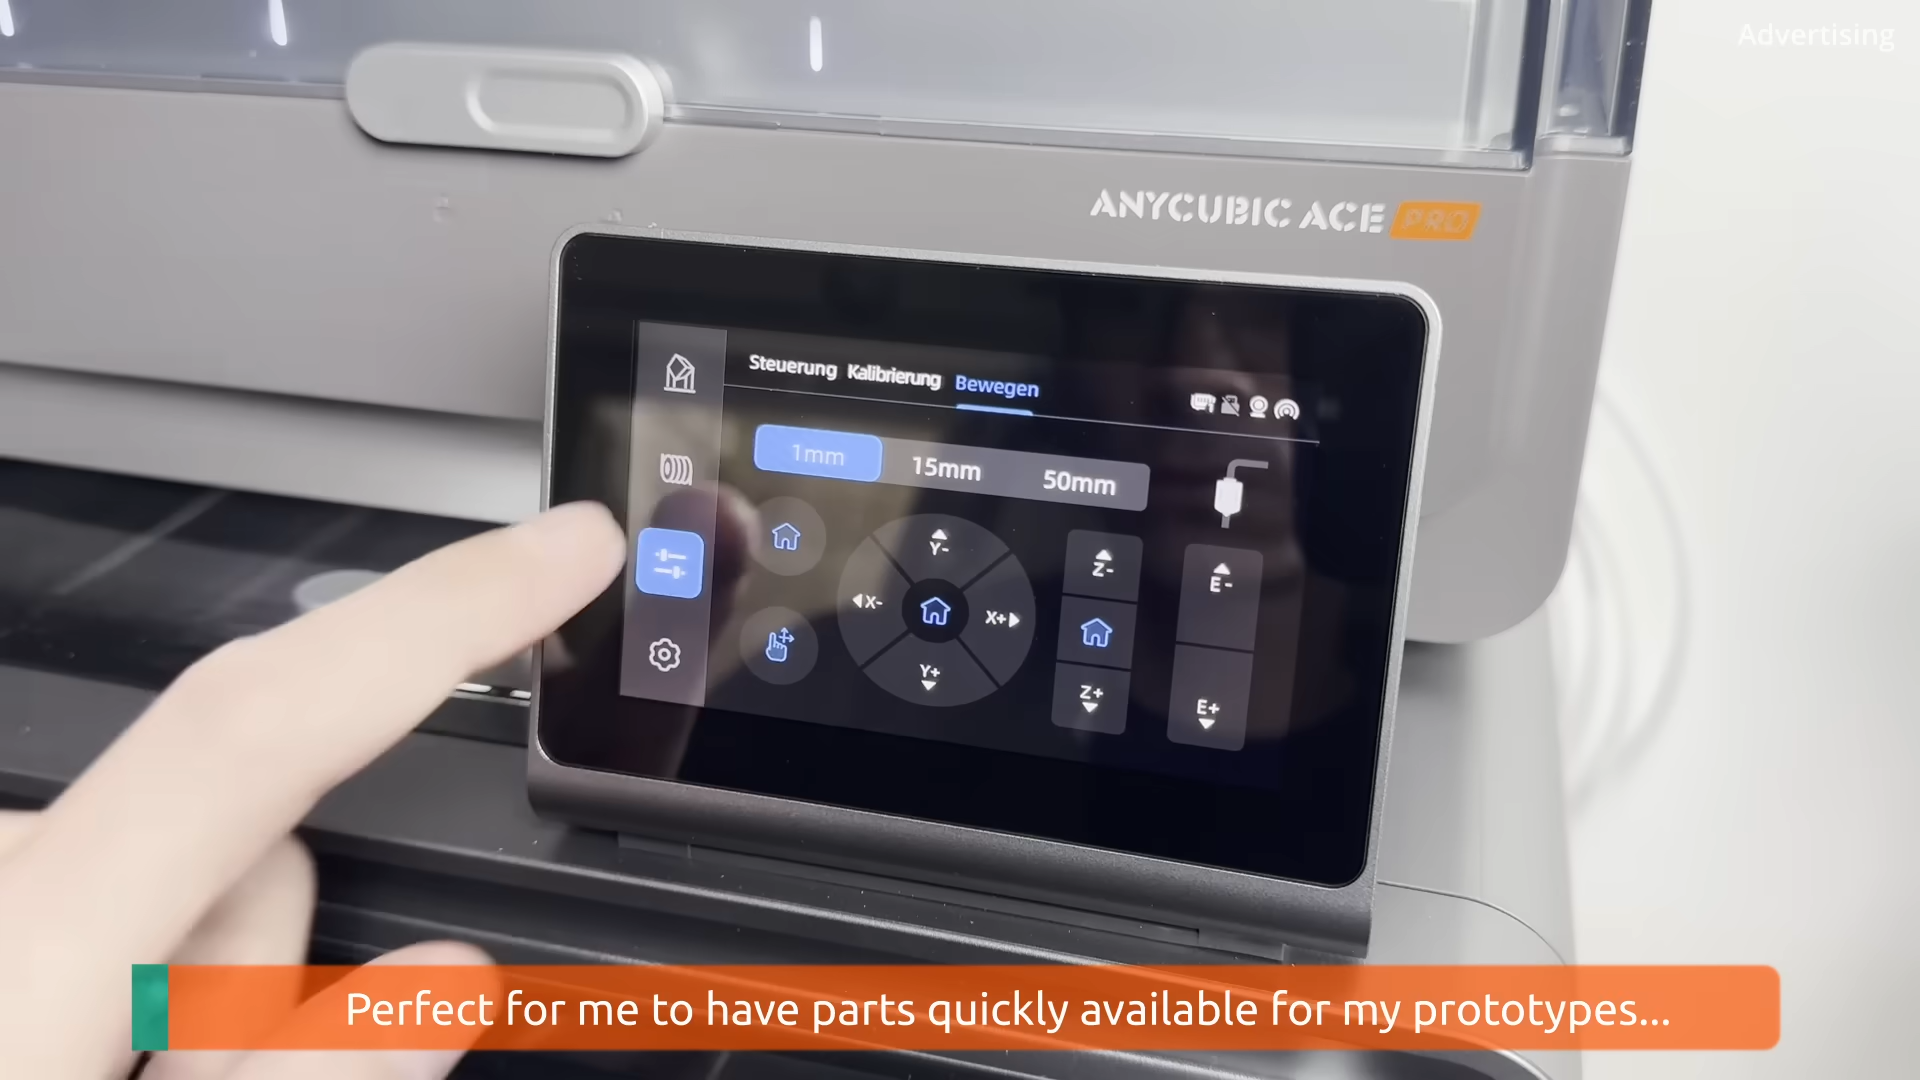 Advertising
ANYCUBIC ACE PRO
Steuerung Kalibrierung Bewegen
1mm 15mm 50mm
Y-
X- X+
Y+
Z-
Z+
E-
E+
Perfect for me to have parts quickly available for my prototypes...